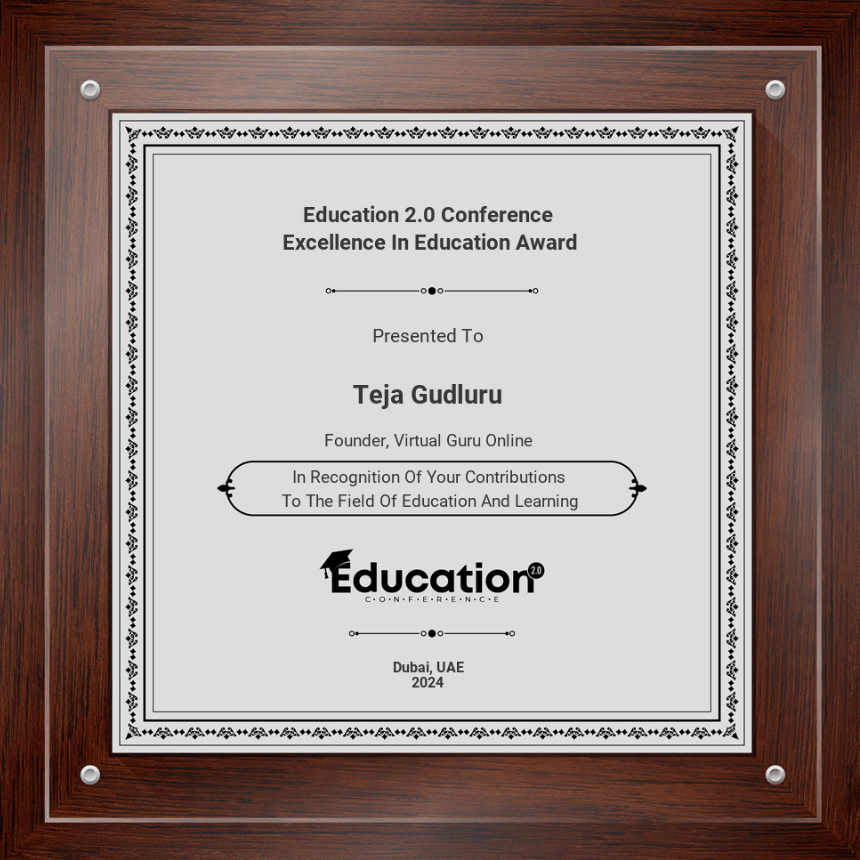 Education 2.0 Conference
Excellence In Education Award
Presented To
Teja Gudluru
Founder, Virtual Guru Online
In Recognition Of Your Contributions
To The Field Of Education And Learning
Education 2.0
C·O·N·F·E·R·E·N·C·E
Dubai, UAE
2024